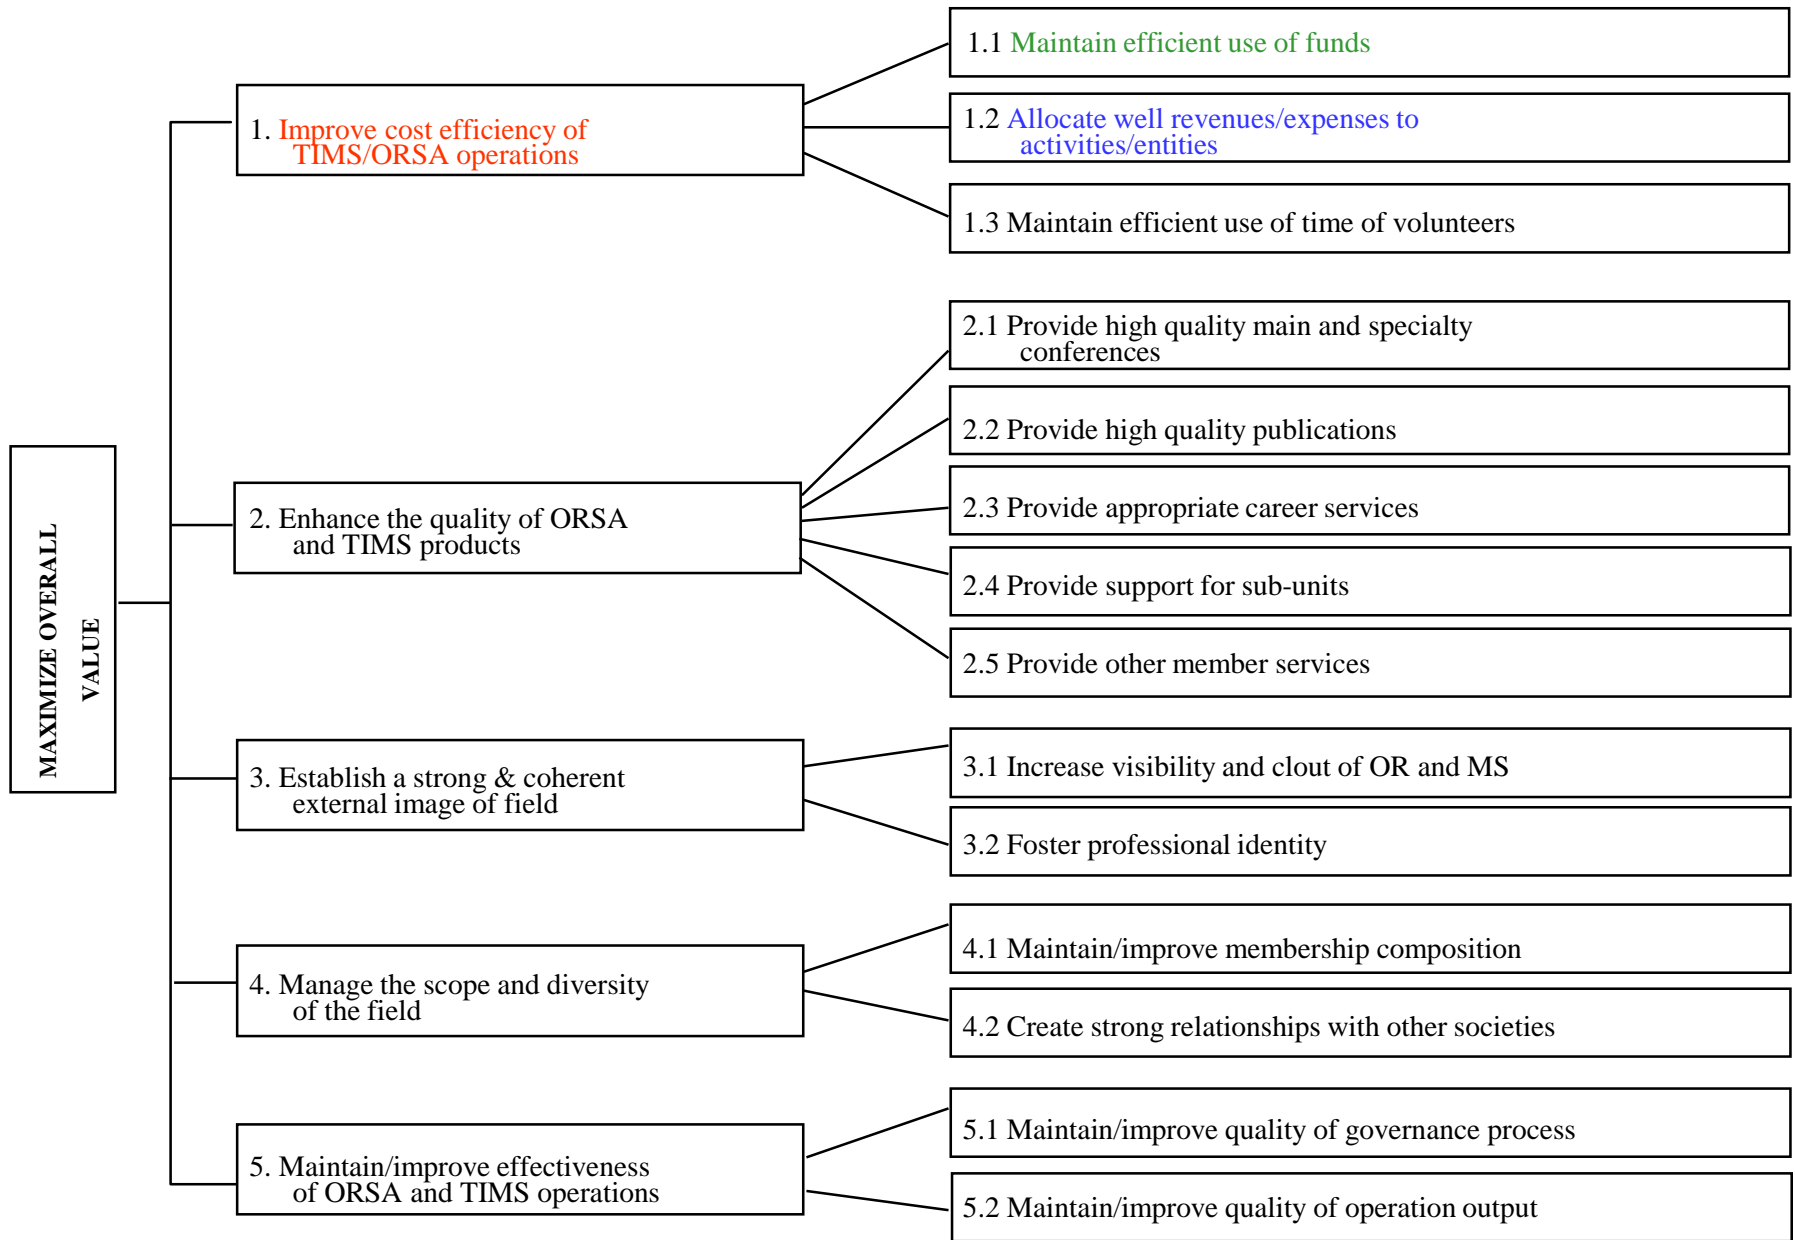 MAXIMIZE OVERALL
VALUE
1. Improve cost efficiency of
TIMS/ORSA operations
1.1 Maintain efficient use of funds
1.2 Allocate well revenues/expenses to
activities/entities
1.3 Maintain efficient use of time of volunteers
2. Enhance the quality of ORSA
and TIMS products
2.1 Provide high quality main and specialty
conferences
2.2 Provide high quality publications
2.3 Provide appropriate career services
2.4 Provide support for sub-units
2.5 Provide other member services
3. Establish a strong & coherent
external image of field
3.1 Increase visibility and clout of OR and MS
3.2 Foster professional identity
4. Manage the scope and diversity
of the field
4.1 Maintain/improve membership composition
4.2 Create strong relationships with other societies
5. Maintain/improve effectiveness
of ORSA and TIMS operations
5.1 Maintain/improve quality of governance process
5.2 Maintain/improve quality of operation output